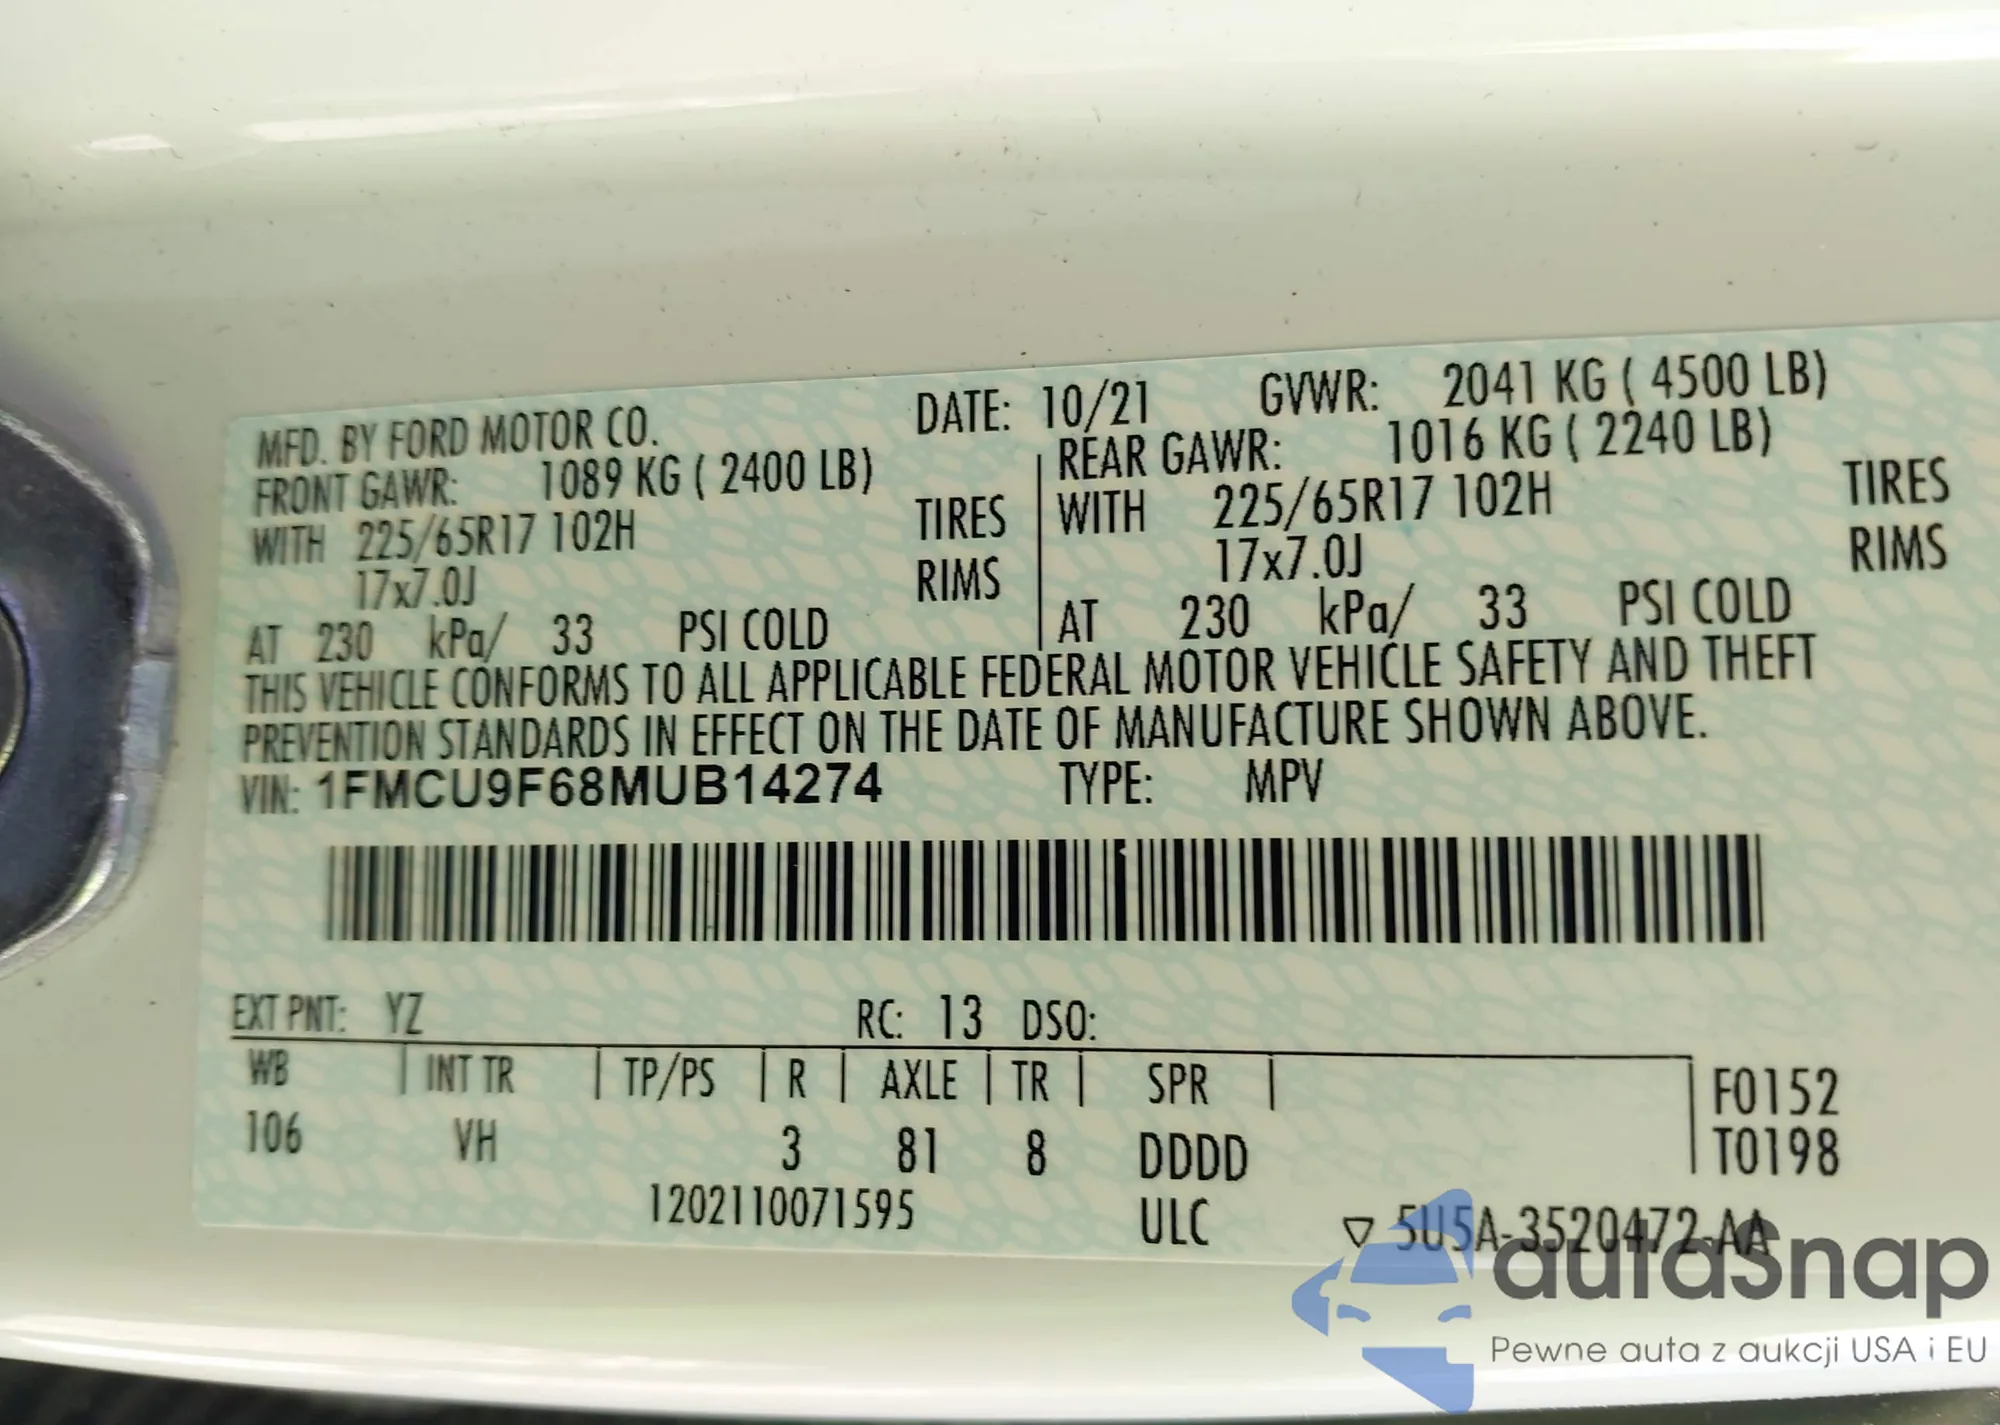 MFD. BY FORD MOTOR CO. DATE: 10/21 GVWR: 2041 KG ( 4500 LB)
FRONT GAWR: 1089 KG ( 2400 LB) REAR GAWR: 1016 KG ( 2240 LB)
WITH 225/65R17 102H TIRES WITH 225/65R17 102H TIRES
17x7.0J RIMS 17x7.0J RIMS
AT 230 kPa/ 33 PSI COLD AT 230 kPa/ 33 PSI COLD
THIS VEHICLE CONFORMS TO ALL APPLICABLE FEDERAL MOTOR VEHICLE SAFETY AND THEFT
PREVENTION STANDARDS IN EFFECT ON THE DATE OF MANUFACTURE SHOWN ABOVE.
VIN: 1FMCU9F68MUB14274 TYPE: MPV
EXT PNT: YZ RC: 13 DSO:
WB INT TR TP/PS R AXLE TR SPR F0152
106 VH 3 81 8 DDDD T0198
1202110071595 ULC ▽ 5U5A-3520472-AA
autoSnap
Pewne auta z aukcji USA i EU